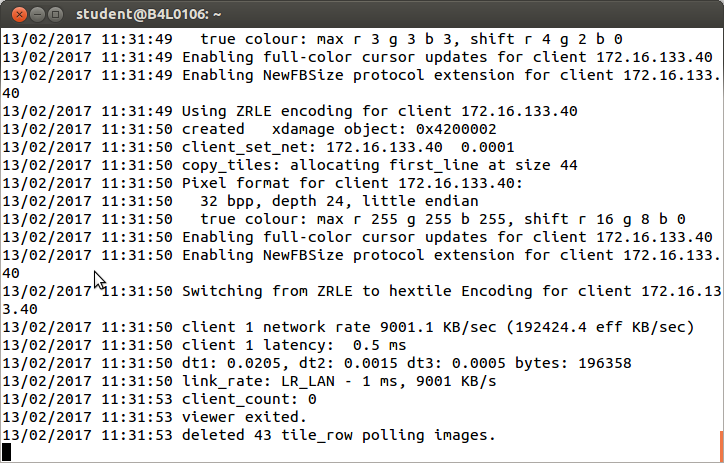 student@B4L0106: ~
13/02/2017 11:31:49   true colour: max r 3 g 3 b 3, shift r 4 g 2 b 0
13/02/2017 11:31:49 Enabling full-color cursor updates for client 172.16.133.40
13/02/2017 11:31:49 Enabling NewFBSize protocol extension for client 172.16.133.
40
13/02/2017 11:31:49 Using ZRLE encoding for client 172.16.133.40
13/02/2017 11:31:50 created   xdamage object: 0x4200002
13/02/2017 11:31:50 client_set_net: 172.16.133.40  0.0001
13/02/2017 11:31:50 copy_tiles: allocating first_line at size 44
13/02/2017 11:31:50 Pixel format for client 172.16.133.40:
13/02/2017 11:31:50   32 bpp, depth 24, little endian
13/02/2017 11:31:50   true colour: max r 255 g 255 b 255, shift r 16 g 8 b 0
13/02/2017 11:31:50 Enabling full-color cursor updates for client 172.16.133.40
13/02/2017 11:31:50 Enabling NewFBSize protocol extension for client 172.16.133.
40
13/02/2017 11:31:50 Switching from ZRLE to hextile Encoding for client 172.16.13
3.40
13/02/2017 11:31:50 client 1 network rate 9001.1 KB/sec (192424.4 eff KB/sec)
13/02/2017 11:31:50 client 1 latency:  0.5 ms
13/02/2017 11:31:50 dt1: 0.0205, dt2: 0.0015 dt3: 0.0005 bytes: 196358
13/02/2017 11:31:50 link_rate: LR_LAN - 1 ms, 9001 KB/s
13/02/2017 11:31:53 client_count: 0
13/02/2017 11:31:53 viewer exited.
13/02/2017 11:31:53 deleted 43 tile_row polling images.